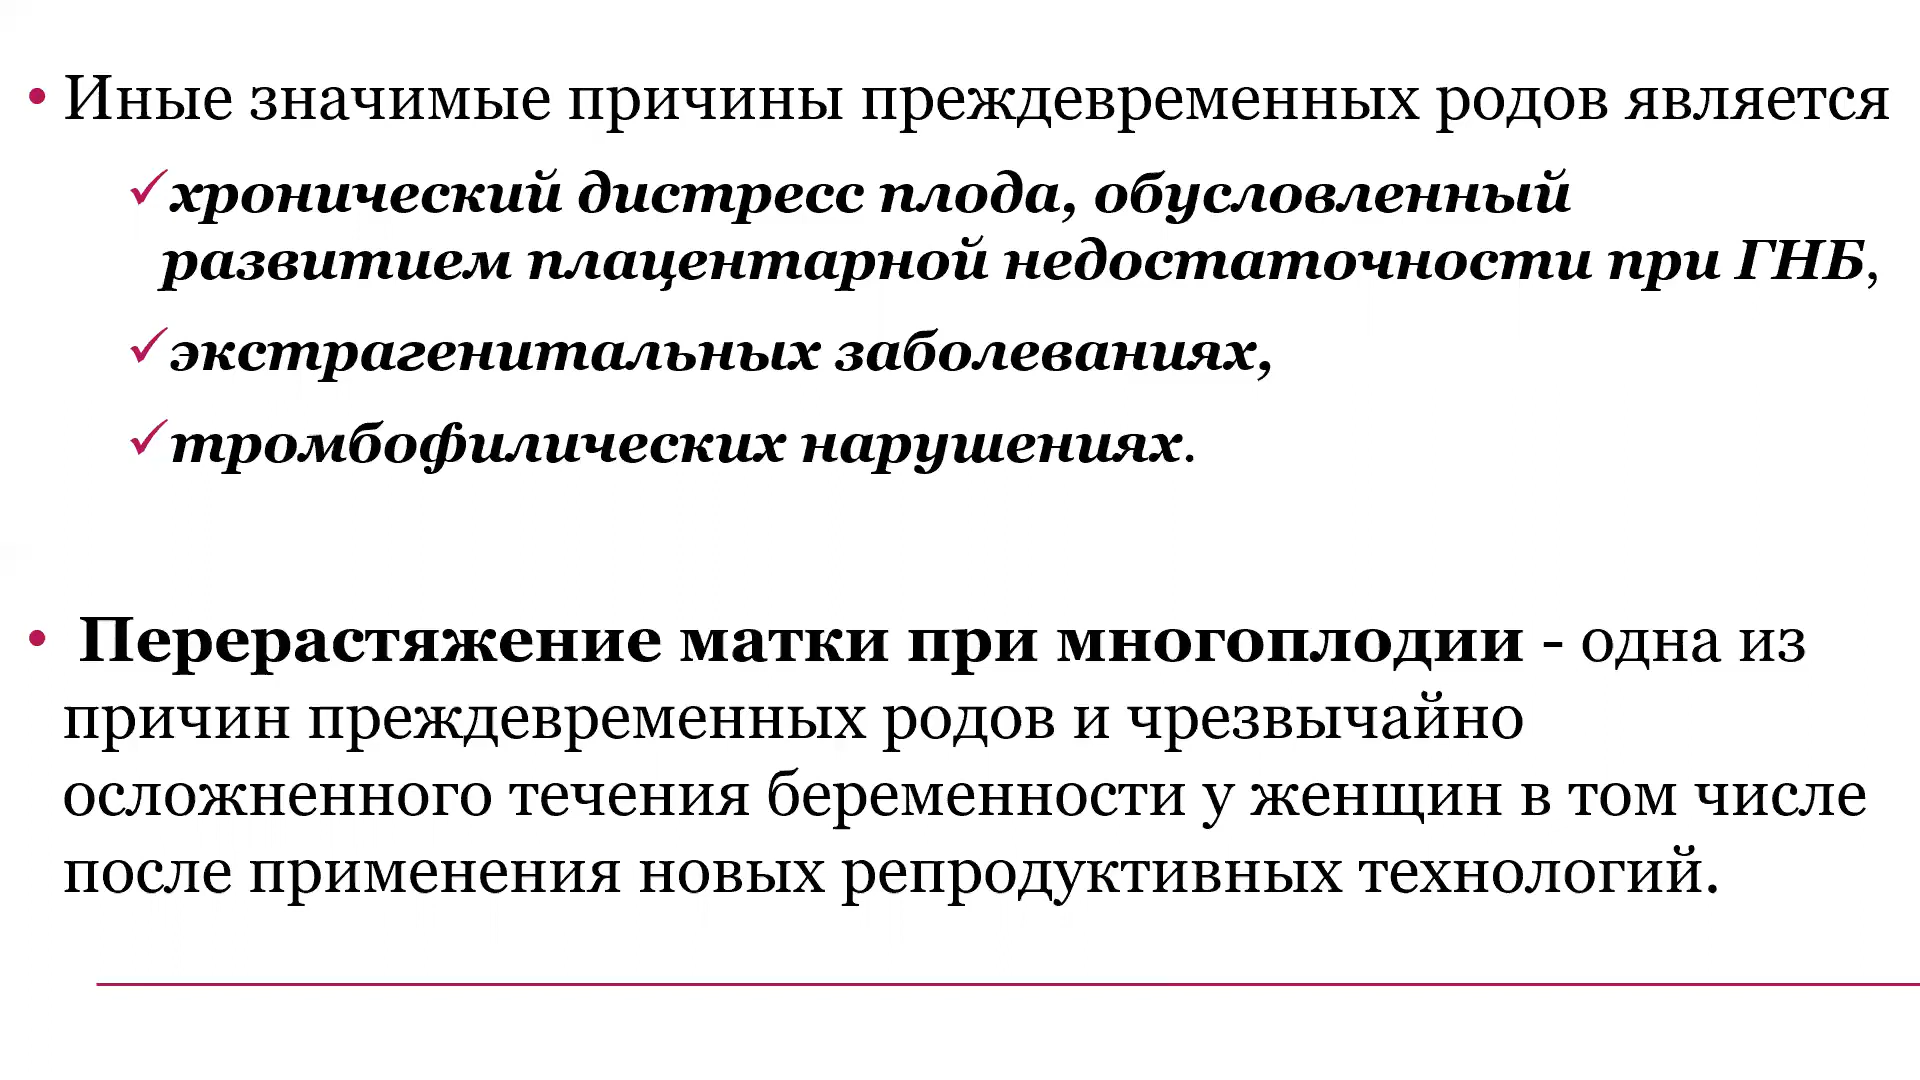 • Иные значимые причины преждевременных родов является
✓хронический дистресс плода, обусловленный
развитием плацентарной недостаточности при ГНБ,
✓экстрагенитальных заболеваниях,
✓тромбофилических нарушениях.
• Перерастяжение матки при многоплодии - одна из
причин преждевременных родов и чрезвычайно
осложненного течения беременности у женщин в том числе
после применения новых репродуктивных технологий.